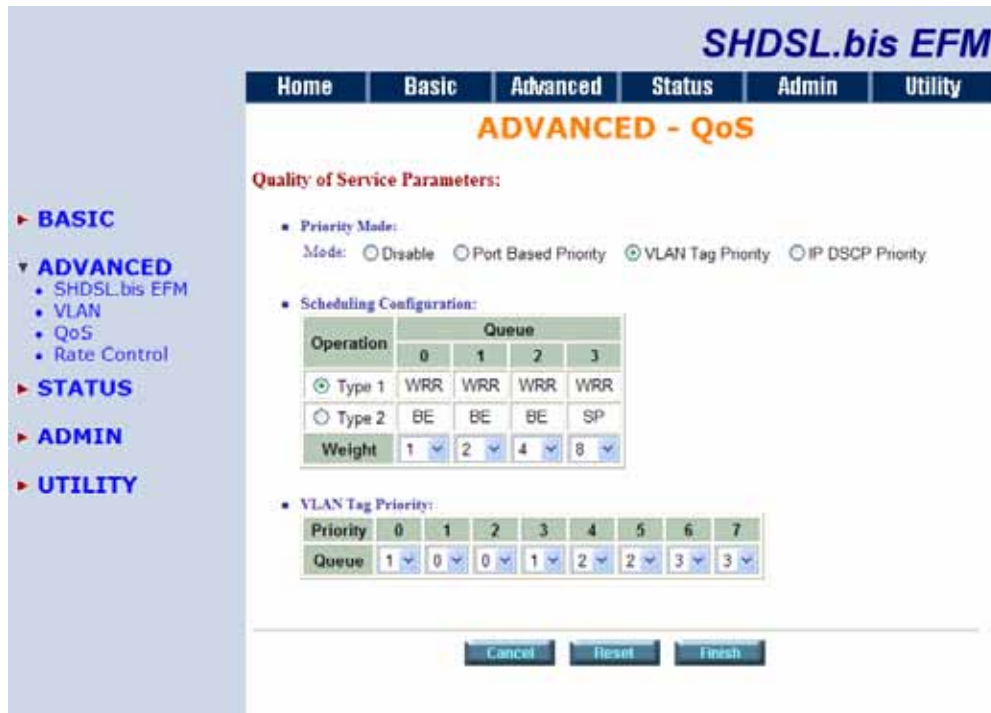 SHDSL.bis EFM
Home Basic Advanced Status Admin Utility
ADVANCED - QoS
Quality of Service Parameters:
BASIC
ADVANCED
SHDSL.bis EFM
VLAN
QoS
Rate Control
STATUS
ADMIN
UTILITY
Priority Mode:
Mode: Disable Port Based Priority VLAN Tag Priority IP DSCP Priority
Scheduling Configuration:
Operation Queue
0 1 2 3
Type 1 WRR WRR WRR WRR
Type 2 BE BE BE SP
Weight 1 2 4 8
VLAN Tag Priority:
Priority 0 1 2 3 4 5 6 7
Queue 1 0 0 1 2 2 3 3
Cancel Reset Finish